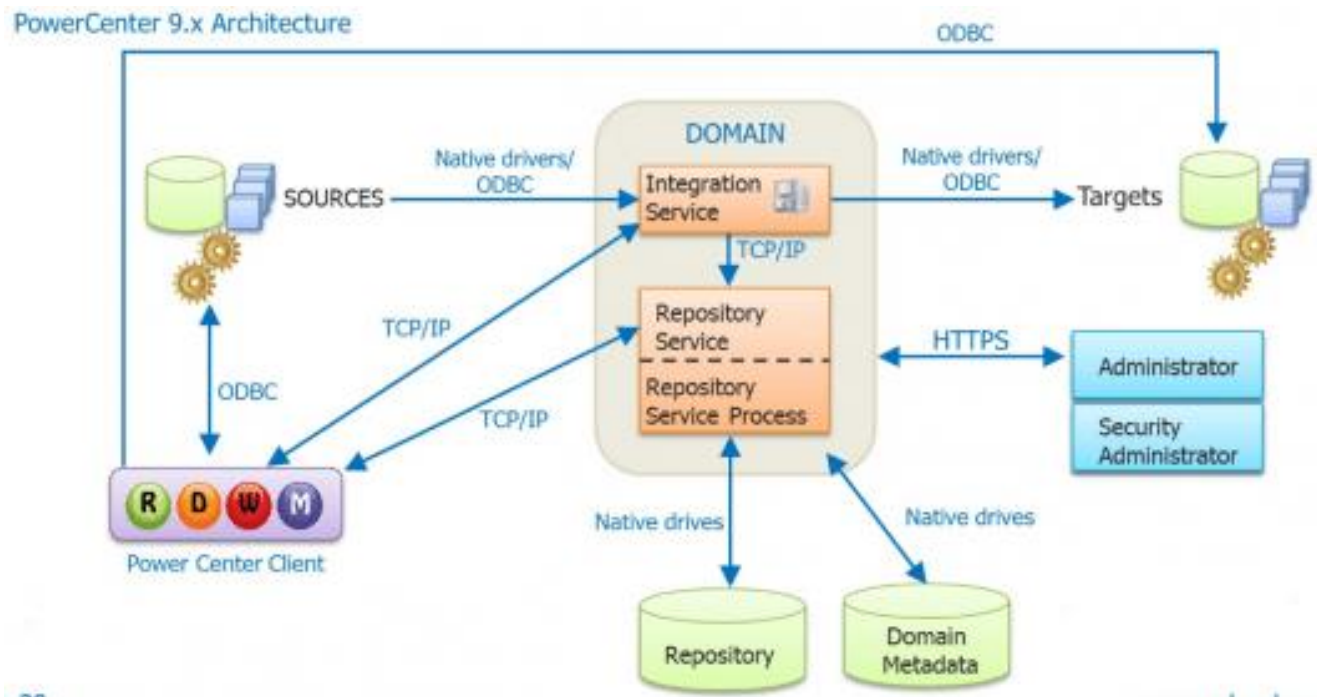 PowerCenter 9.x Architecture
ODBC
DOMAIN
Native drivers/
ODBC
Native drivers/
ODBC
SOURCES
Integration
Service
Targets
TCP/IP
TCP/IP
Repository
Service
HTTPS
Administrator
ODBC
TCP/IP
Repository
Service Process
Security
Administrator
R D W M
Power Center Client
Native drives
Native drives
Repository
Domain
Metadata